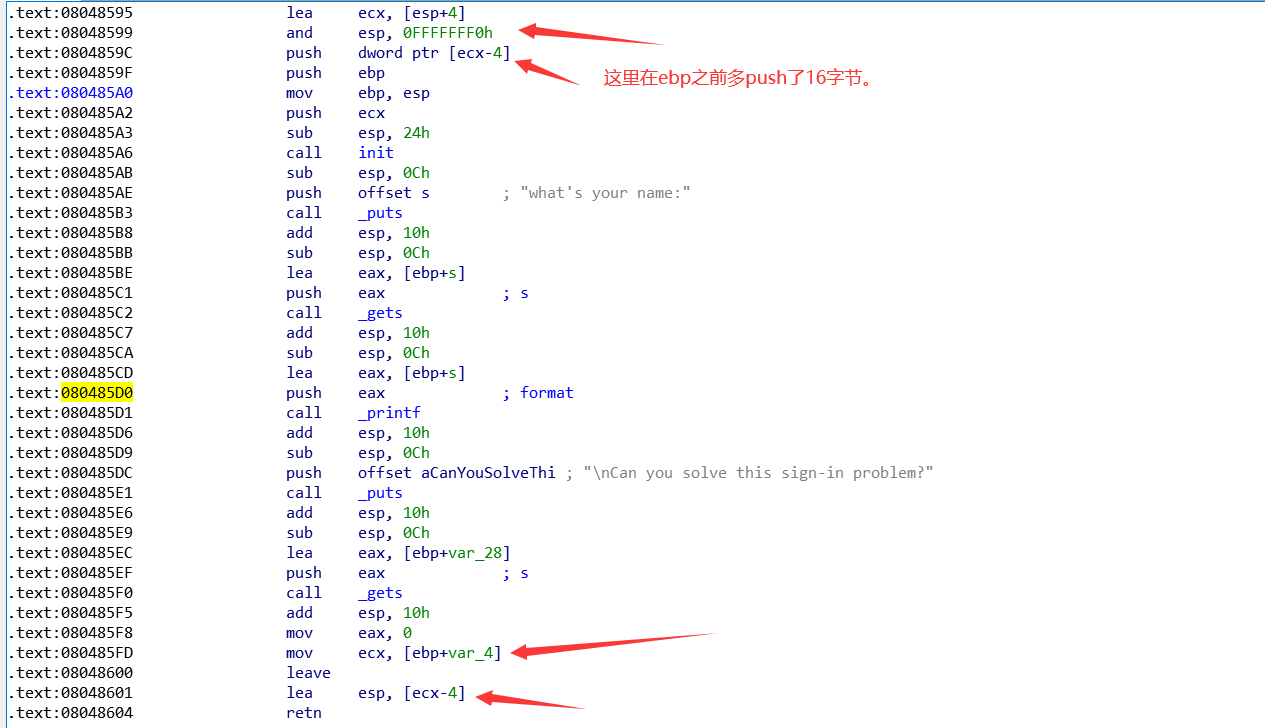 .text:08048595 lea ecx, [esp+4]
.text:08048599 and esp, 0FFFFFFF0h
.text:0804859C push dword ptr [ecx-4]
这里在ebp之前多push了16字节。
.text:0804859F push ebp
.text:080485A0 mov ebp, esp
.text:080485A2 push ecx
.text:080485A3 sub esp, 24h
.text:080485A6 call init
.text:080485AB sub esp, 0Ch
.text:080485AE push offset s ; "what's your name:"
.text:080485B3 call _puts
.text:080485B8 add esp, 10h
.text:080485BB sub esp, 0Ch
.text:080485BE lea eax, [ebp+s]
.text:080485C1 push eax ; s
.text:080485C2 call _gets
.text:080485C7 add esp, 10h
.text:080485CA sub esp, 0Ch
.text:080485CD lea eax, [ebp+s]
.text:080485D0 push eax ; format
.text:080485D1 call _printf
.text:080485D6 add esp, 10h
.text:080485D9 sub esp, 0Ch
.text:080485DC push offset aCanYouSolveThi ; "\nCan you solve this sign-in problem?"
.text:080485E1 call _puts
.text:080485E6 add esp, 10h
.text:080485E9 sub esp, 0Ch
.text:080485EC lea eax, [ebp+var_28]
.text:080485EF push eax ; s
.text:080485F0 call _gets
.text:080485F5 add esp, 10h
.text:080485F8 mov eax, 0
.text:080485FD mov ecx, [ebp+var_4]
.text:08048600 leave
.text:08048601 lea esp, [ecx-4]
.text:08048604 retn